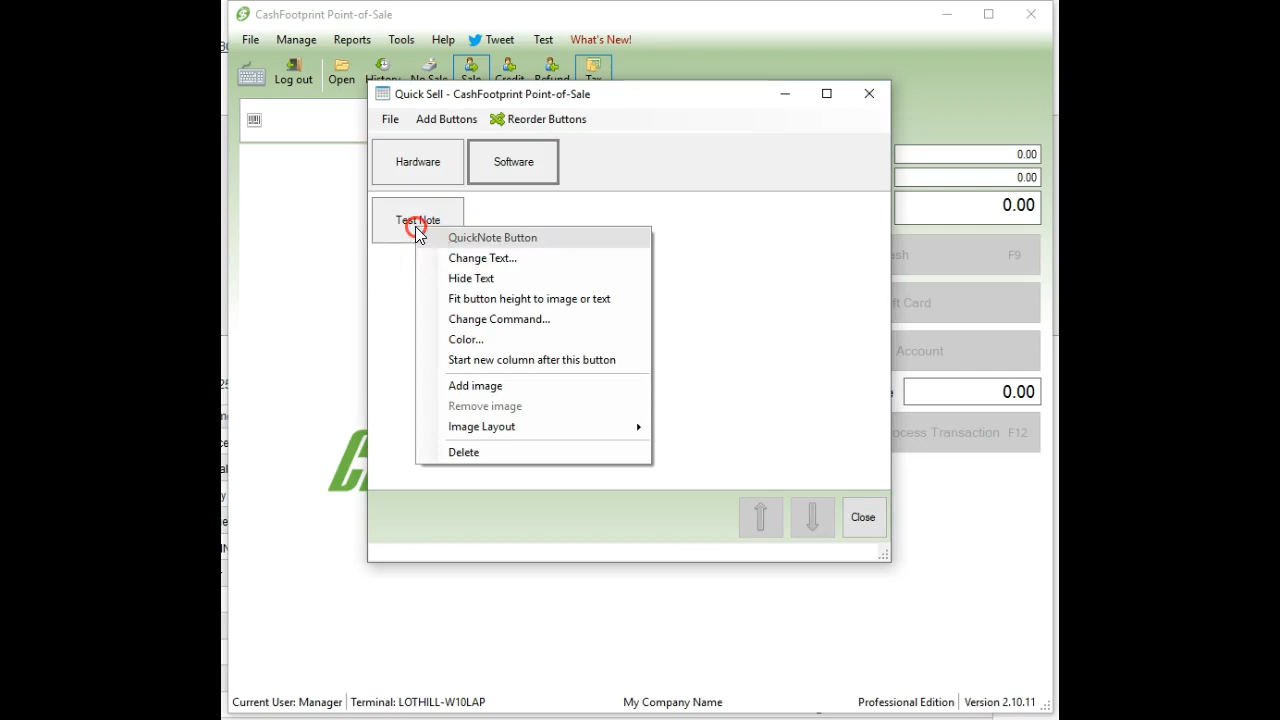 CashFootprint Point-of-Sale
File Manage Reports Tools Help Tweet Test What's New!
Log out Open History No Sale Sale Credit Refund Tax
Quick Sell - CashFootprint Point-of-Sale
File Add Buttons Reorder Buttons
Hardware Software
0.00
0.00
0.00
Test Note
QuickNote Button
Change Text...
Hide Text
Fit button height to image or text
Change Command...
Color...
Start new column after this button
Add image
Remove image
Image Layout
Delete
F9
Card
Account
0.00
Transaction F12
Close
Current User: Manager Terminal: LOTHILL-W10LAP My Company Name Professional Edition Version 2.10.11